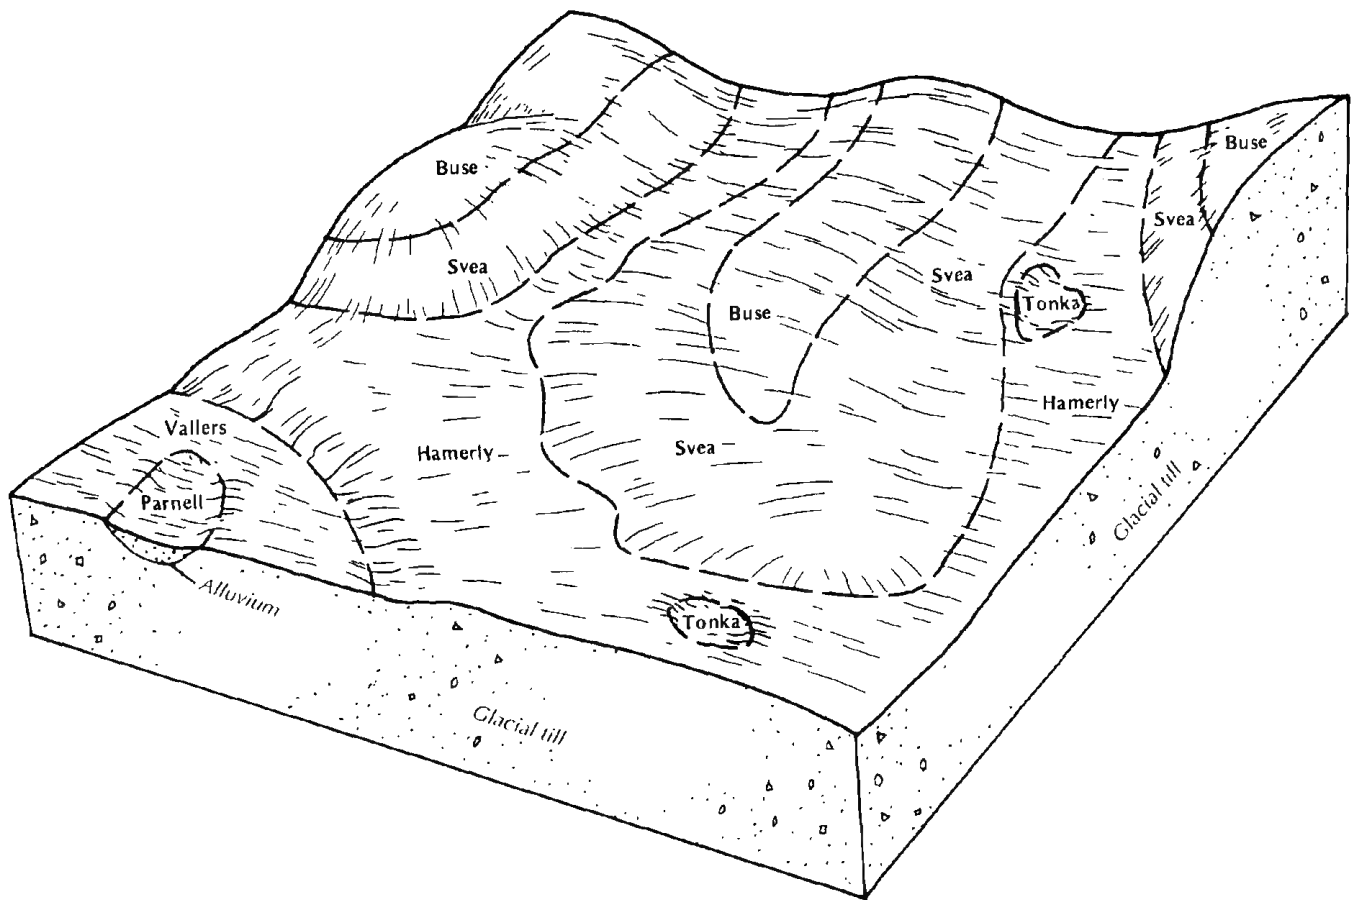 Buse
Buse
Svea
Svea
Svea
Tonka
Buse
Hamerly
Vallers
Svea
Hamerly
Parnell
Glacial till
Alluvium
Tonka
Glacial till